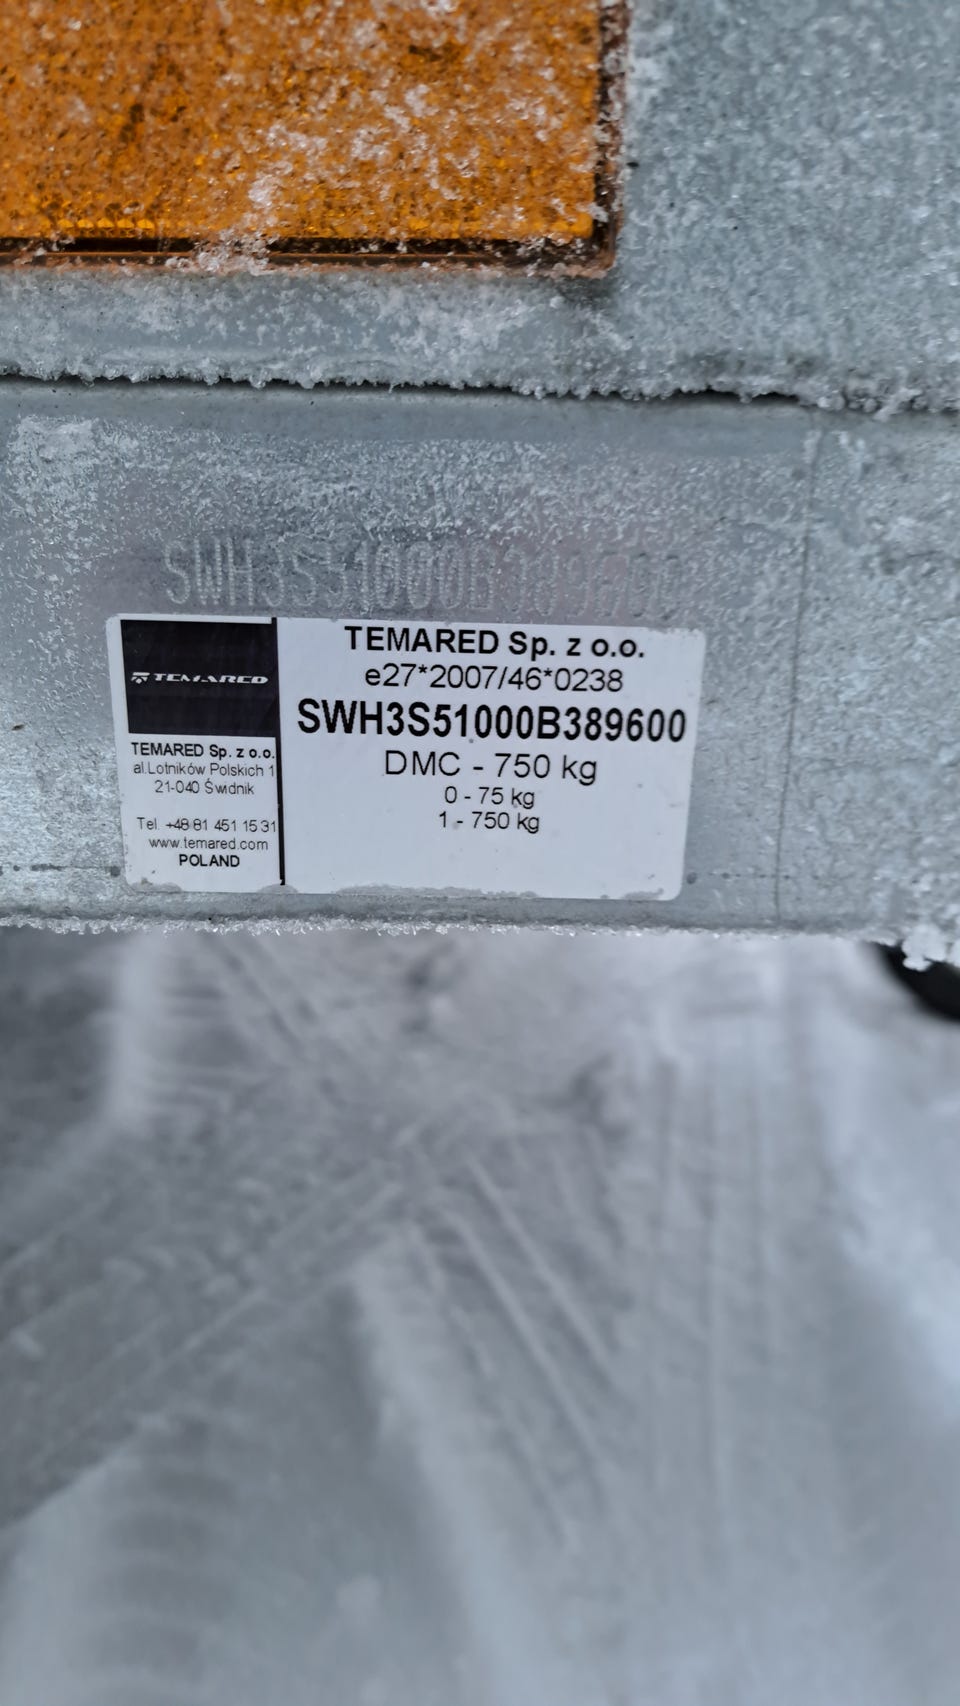 SWH3S51000B389600
TEMARED
TEMARED Sp. z o.o.
al.Lotników Polskich 1
21-040 Świdnik
Tel. +48 81 451 15 31
www.temared.com
POLAND
TEMARED Sp. z o.o.
e27*2007/46*0238
SWH3S51000B389600
DMC - 750 kg
0 - 75 kg
1 - 750 kg